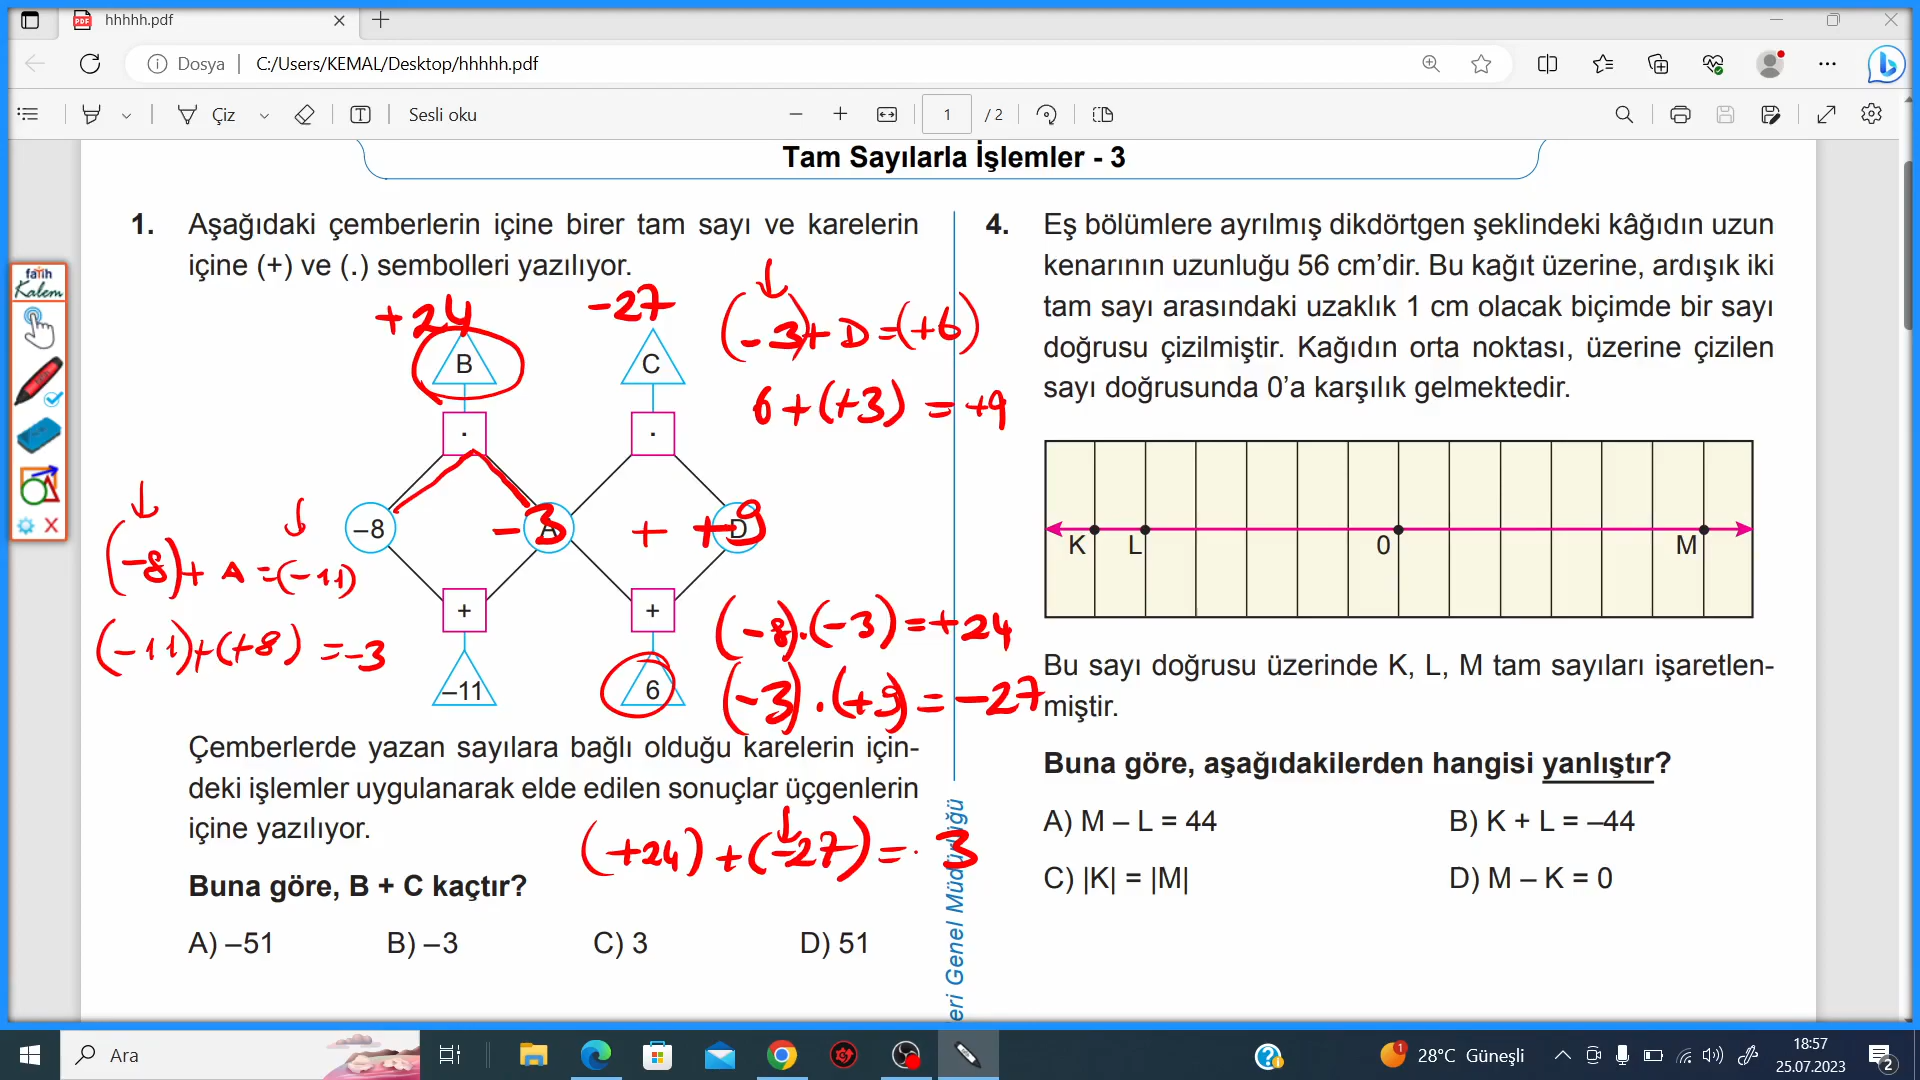 hhhhh.pdf
Dosya
C:/Users/KEMAL/Desktop/hhhhh.pdf
Çiz
Sesli oku
1
/ 2
Tam Sayılarla İşlemler - 3
1. Aşağıdaki çemberlerin içine birer tam sayı ve karelerin
içine (+) ve (.) sembolleri yazılıyor.
+24
-27
B
C
.
.
–8
A
-3
+
D
+9
+
+
–11
6
(-3)+D=(+6)
6+(+3)=+9
(-8)+A=(-11)
(-11)+(+8)=-3
(-8).(-3)=+24
(-3).(+9)=-27
Çemberlerde yazan sayılara bağlı olduğu karelerin için-
deki işlemler uygulanarak elde edilen sonuçlar üçgenlerin
içine yazılıyor.
(+24)+(-27)=-3
Buna göre, B + C kaçtır?
A) –51
B) –3
C) 3
D) 51
eri Genel Müdürlüğü
4. Eş bölümlere ayrılmış dikdörtgen şeklindeki kâğıdın uzun
kenarının uzunluğu 56 cm’dir. Bu kağıt üzerine, ardışık iki
tam sayı arasındaki uzaklık 1 cm olacak biçimde bir sayı
doğrusu çizilmiştir. Kağıdın orta noktası, üzerine çizilen
sayı doğrusunda 0’a karşılık gelmektedir.
K
L
0
M
Bu sayı doğrusu üzerinde K, L, M tam sayıları işaretlen-
miştir.
Buna göre, aşağıdakilerden hangisi yanlıştır?
A) M – L = 44
B) K + L = –44
C) |K| = |M|
D) M – K = 0
fatih
Kalem
Ara
28°C Güneşli
18:57
25.07.2023
2